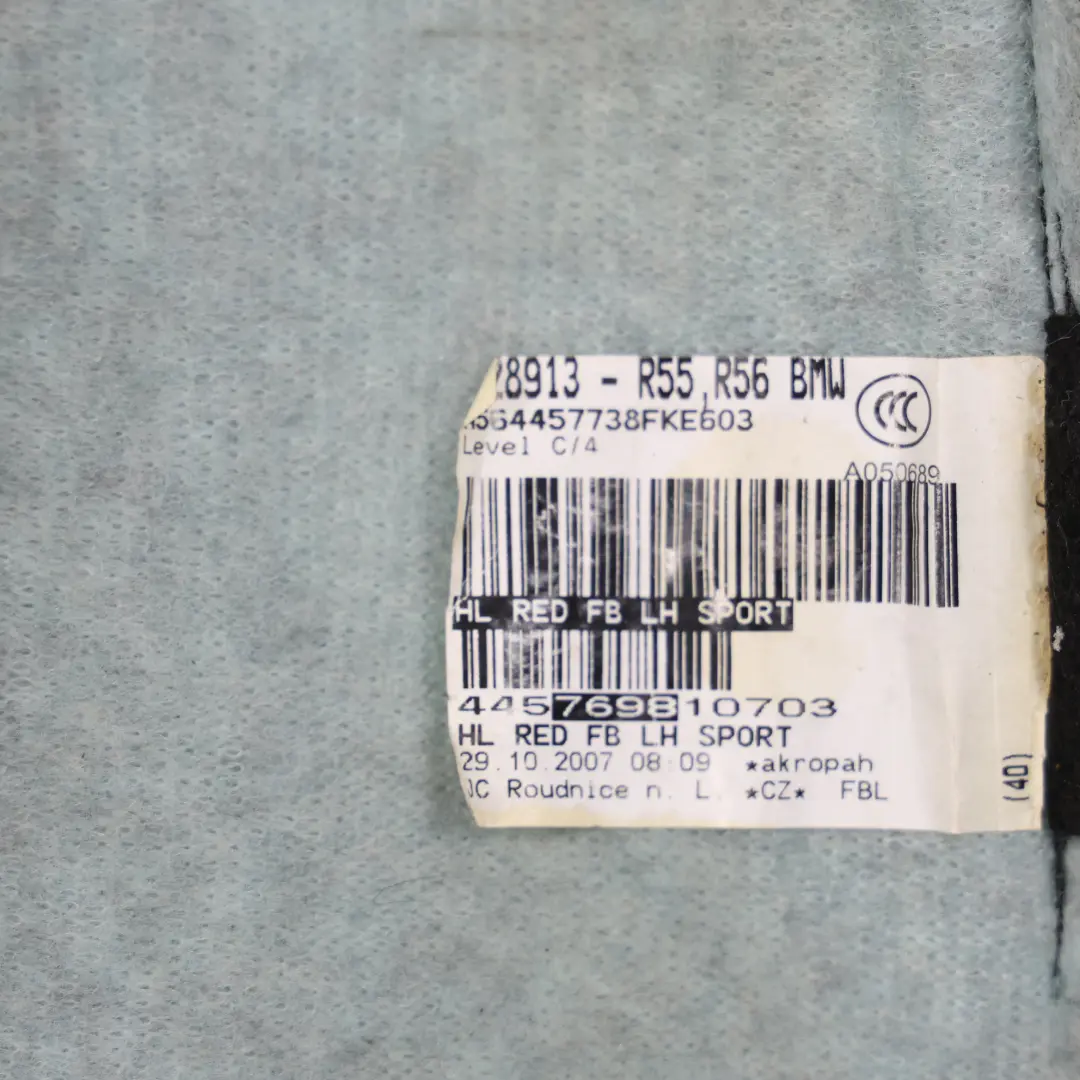 28913 - R55,R56 BMW
CCC
A564457738FKE603
Level C/4
A050689
HL RED FB LH SPORT
445769810703
HL RED FB LH SPORT
29.10.2007 08:09 *akropah
JC Roudnice n. L. *CZ* FBL
(40)